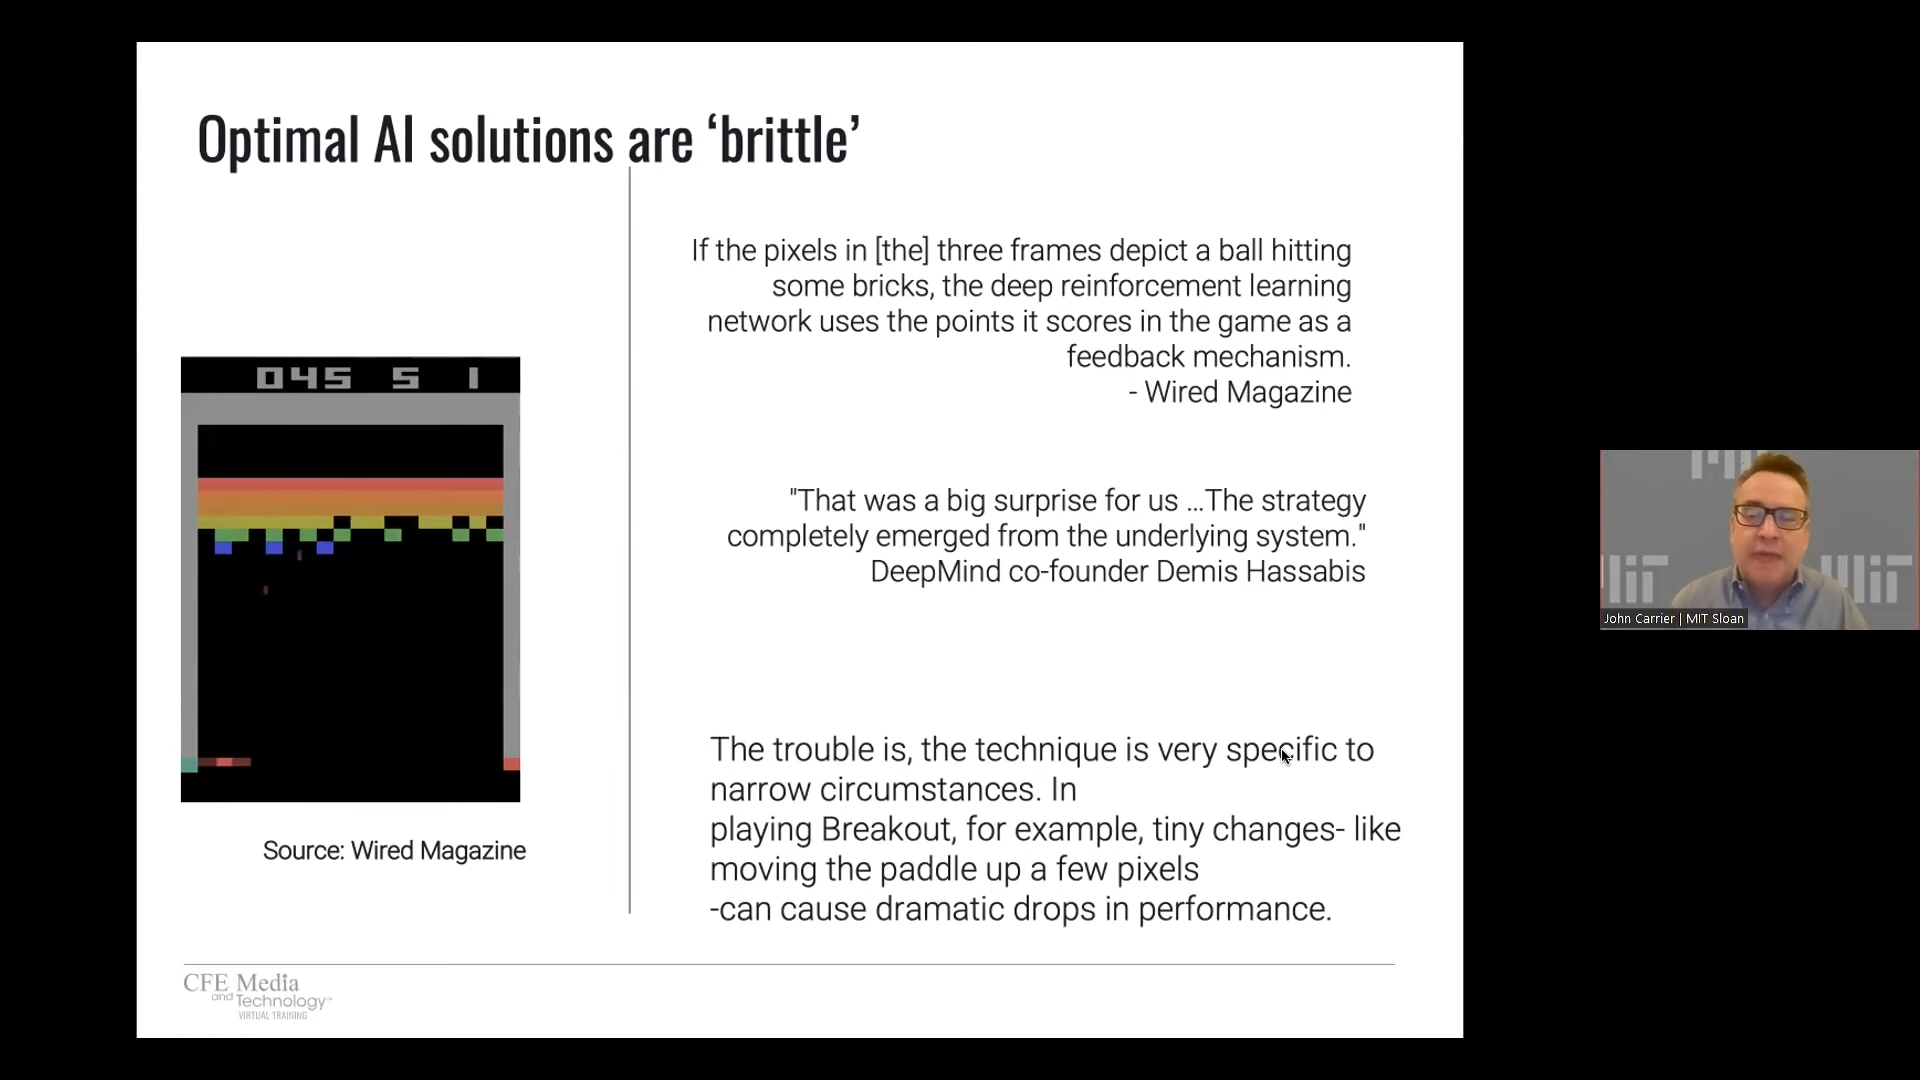 Optimal AI solutions are ‘brittle’
If the pixels in [the] three frames depict a ball hitting
some bricks, the deep reinforcement learning
network uses the points it scores in the game as a
feedback mechanism.
- Wired Magazine
"That was a big surprise for us ...The strategy
completely emerged from the underlying system."
DeepMind co-founder Demis Hassabis
045 5 1
The trouble is, the technique is very specific to
narrow circumstances. In
playing Breakout, for example, tiny changes- like
moving the paddle up a few pixels
-can cause dramatic drops in performance.
Source: Wired Magazine
CFE Media
and Technology™
VIRTUAL TRAINING
MIT
MIT
MIT
John Carrier | MIT Sloan